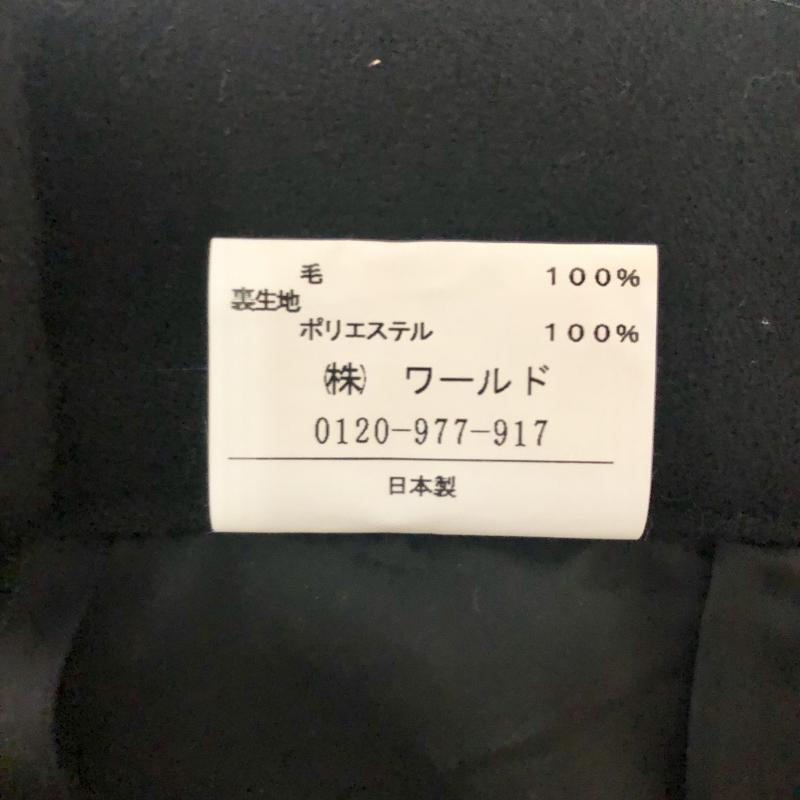 毛 100%
裏生地
ポリエステル 100%
㈱ ワールド
0120-977-917
日本製